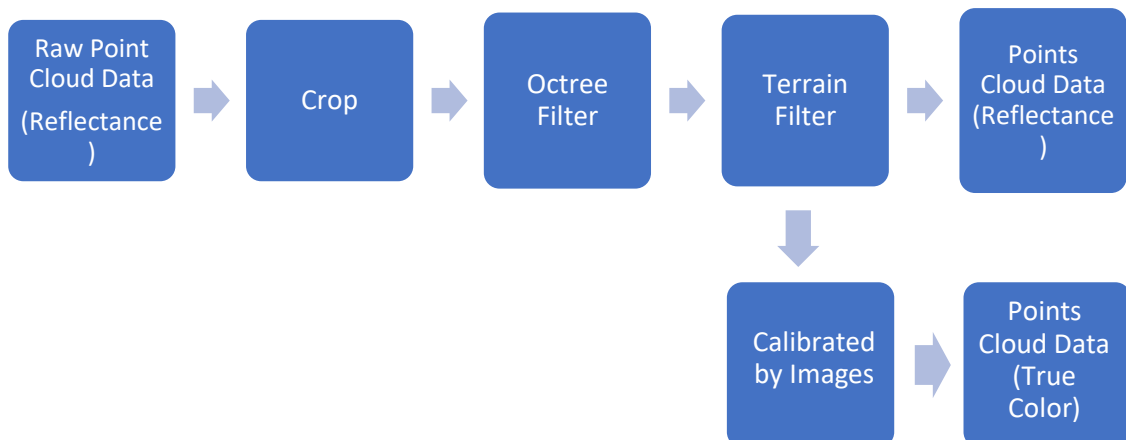 Raw Point
Cloud Data
(Reflectance
)
Crop
Octree
Filter
Terrain
Filter
Points
Cloud Data
(Reflectance
)
Calibrated
by Images
Points
Cloud Data
(True
Color)